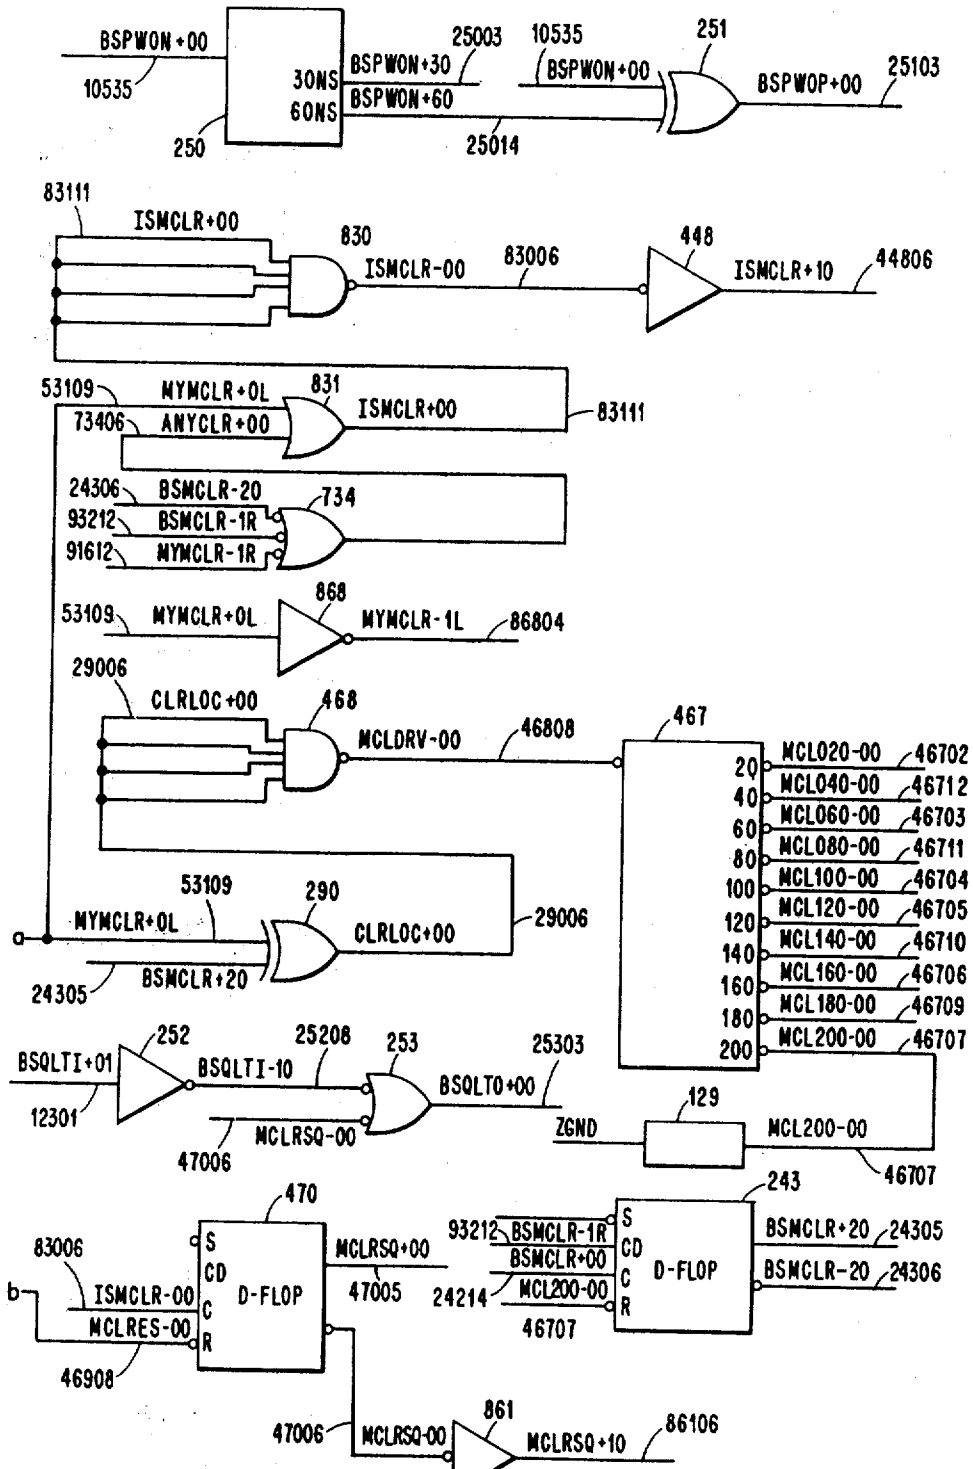 BSPWON+00
10535
30NS
60NS
250
BSPWON+30
25003
BSPWON+60
25014
10535
BSPWON+00
251
BSPWOP+00
25103
83111
ISMCLR+00
830
ISMCLR-00
83006
448
ISMCLR+10
44806
53109
MYMCLR+0L
831
73406
ANYCLR+00
ISMCLR+00
83111
24306
BSMCLR-20
734
93212
BSMCLR-1R
91612
MYMCLR-1R
53109
MYMCLR+0L
868
MYMCLR-1L
86804
29006
CLRLOC+00
468
MCLDRV-00
46808
467
20
MCL020-00
46702
40
MCL040-00
46712
60
MCL060-00
46703
80
MCL080-00
46711
100
MCL100-00
46704
120
MCL120-00
46705
140
MCL140-00
46710
160
MCL160-00
46706
180
MCL180-00
46709
200
MCL200-00
46707
a
MYMCLR+0L
53109
290
CLRLOC+00
29006
24305
BSMCLR+20
BSQLTI+01
12301
252
BSQLTI-10
25208
253
BSQLTO+00
25303
47006
MCLRSQ-00
ZGND
129
MCL200-00
46707
470
S
CD
C
R
D-FLOP
83006
ISMCLR-00
b
MCLRES-00
46908
MCLRSQ+00
47005
243
S
CD
C
R
D-FLOP
93212
BSMCLR-1R
BSMCLR+00
24214
MCL200-00
46707
BSMCLR+20
24305
BSMCLR-20
24306
47006
MCLRSQ-00
861
MCLRSQ+10
86106